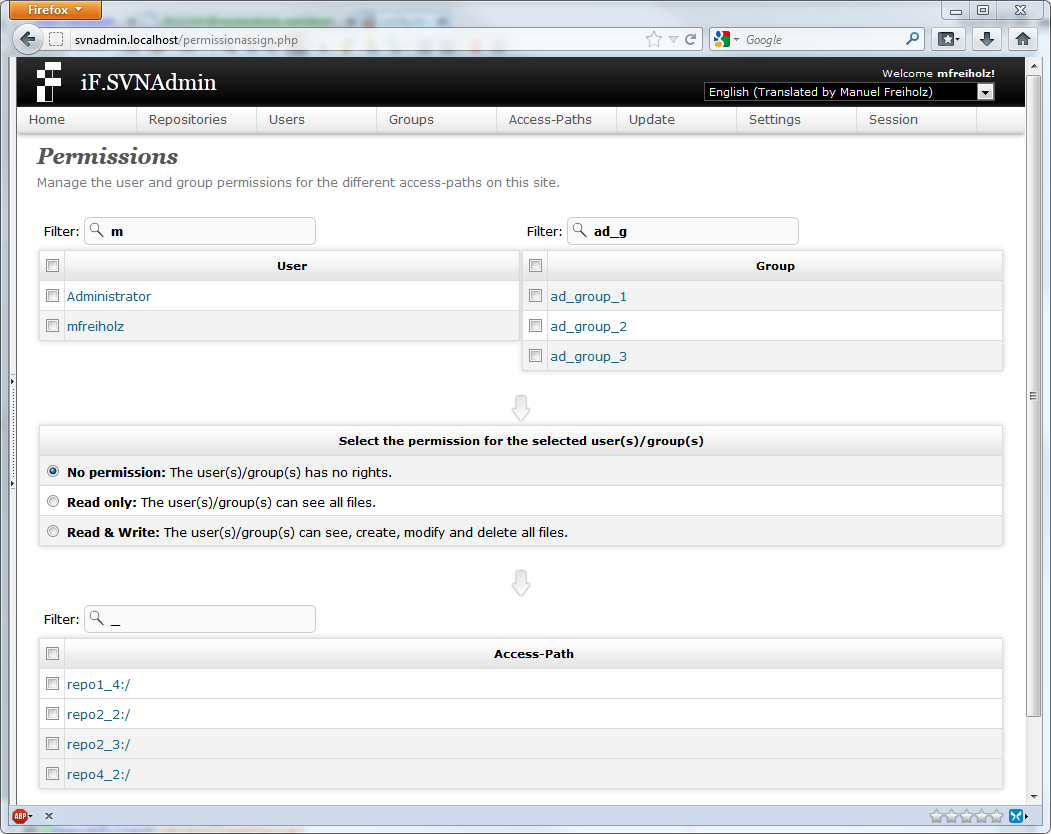 Firefox
svnadmin.localhost/permissionassign.php
Google
iF.SVNAdmin
Welcome mfreiholz!
English (Translated by Manuel Freiholz)
Home Repositories Users Groups Access-Paths Update Settings Session
Permissions
Manage the user and group permissions for the different access-paths on this site.
Filter: m
Filter: ad_g
User
Group
Administrator
ad_group_1
mfreiholz
ad_group_2
ad_group_3
Select the permission for the selected user(s)/group(s)
No permission: The user(s)/group(s) has no rights.
Read only: The user(s)/group(s) can see all files.
Read & Write: The user(s)/group(s) can see, create, modify and delete all files.
Filter: _
Access-Path
repo1_4:/
repo2_2:/
repo2_3:/
repo4_2:/
ABP